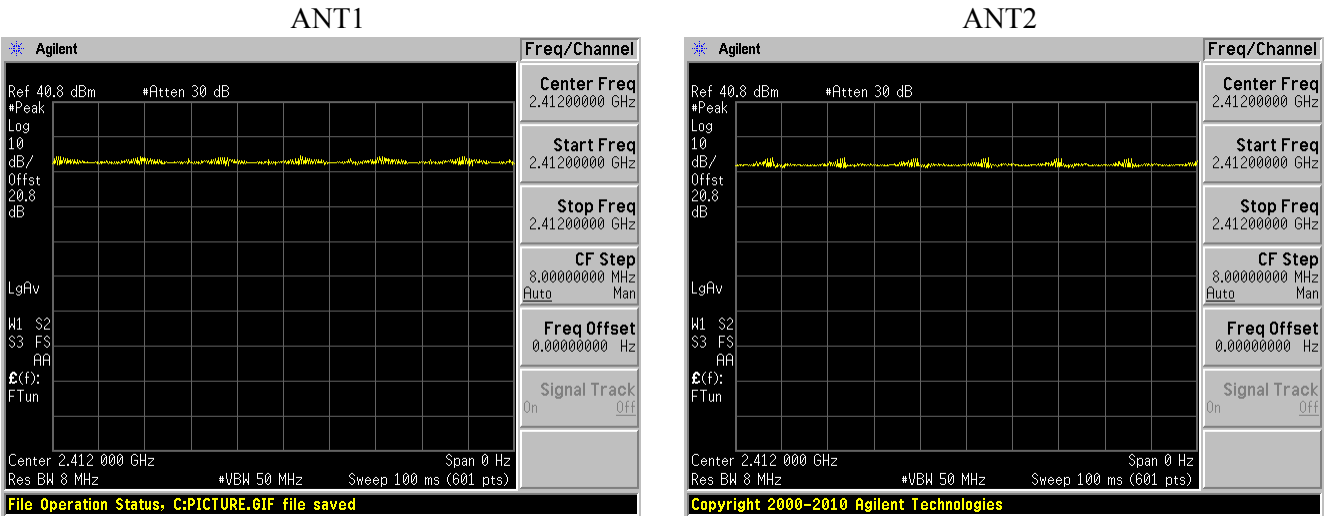 ANT1
Agilent
Freq/Channel
Ref 40.8 dBm #Atten 30 dB
#Peak
Log
10
dB/
Offst
20.8
dB
LgAv
W1 S2
S3 FS
AA
£(f):
FTun
Center 2.412 000 GHz Span 0 Hz
Res BW 8 MHz #VBW 50 MHz Sweep 100 ms (601 pts)
Center Freq
2.41200000 GHz
Start Freq
2.41200000 GHz
Stop Freq
2.41200000 GHz
CF Step
8.00000000 MHz
Auto Man
Freq Offset
0.00000000 Hz
Signal Track
On Off
File Operation Status, C:PICTURE.GIF file saved
ANT2
Agilent
Freq/Channel
Ref 40.8 dBm #Atten 30 dB
#Peak
Log
10
dB/
Offst
20.8
dB
LgAv
W1 S2
S3 FS
AA
£(f):
FTun
Center 2.412 000 GHz Span 0 Hz
Res BW 8 MHz #VBW 50 MHz Sweep 100 ms (601 pts)
Center Freq
2.41200000 GHz
Start Freq
2.41200000 GHz
Stop Freq
2.41200000 GHz
CF Step
8.00000000 MHz
Auto Man
Freq Offset
0.00000000 Hz
Signal Track
On Off
Copyright 2000-2010 Agilent Technologies